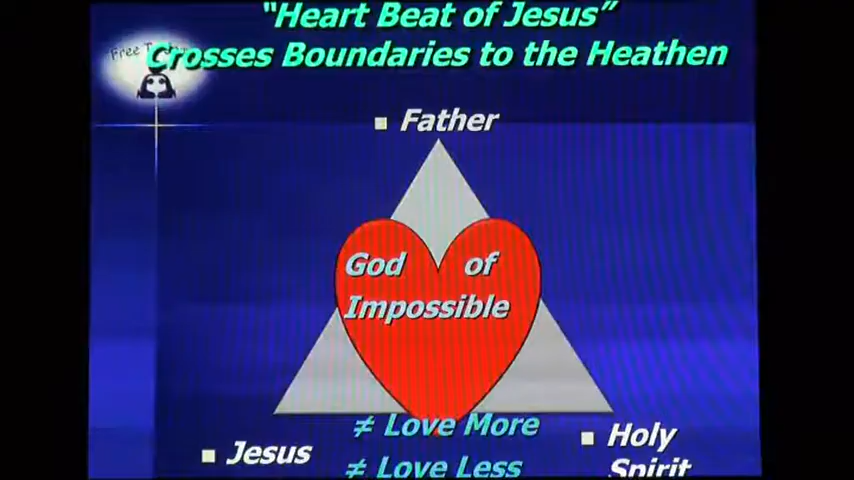 "Heart Beat of Jesus"
Crosses Boundaries to the Heathen
Free
Father
God of
Impossible
≠ Love More
Jesus
Holy
≠ Love Less
Spirit